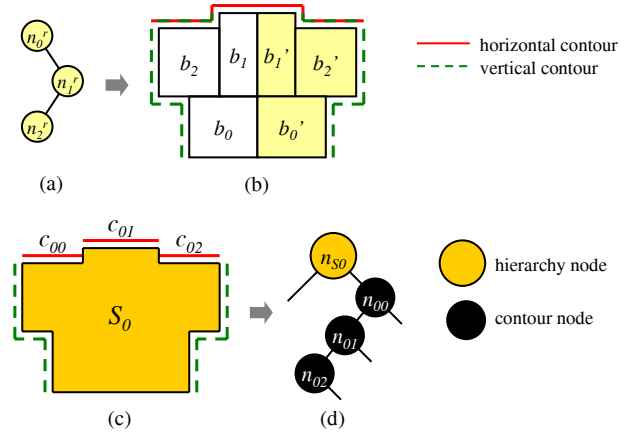 n₀ʳ
n₁ʳ
n₂ʳ
(a)
b₂ b₁ b₁’ b₂’
b₀ b₀’
(b)
horizontal contour
vertical contour
c₀₀ c₀₁ c₀₂
S₀
(c)
n_S0
n₀₀
n₀₁
n₀₂
(d)
hierarchy node
contour node